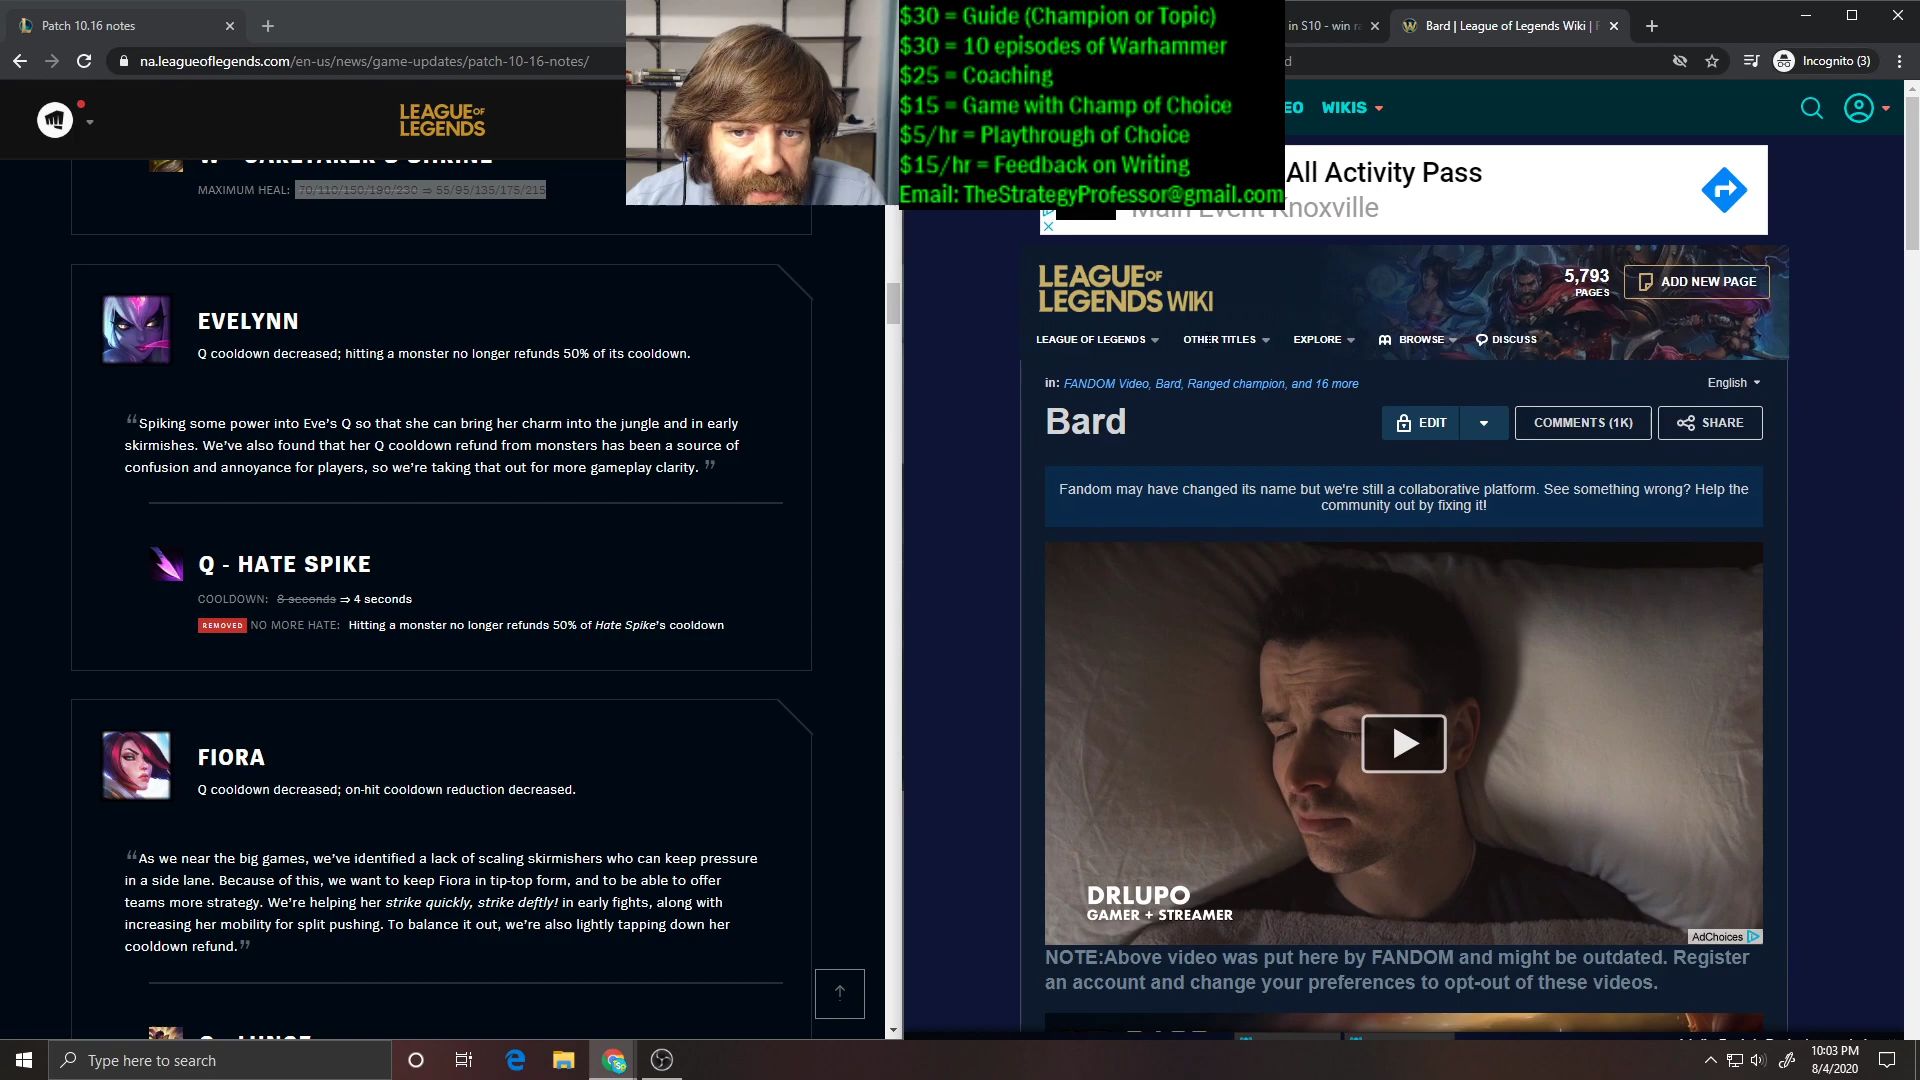 Patch 10.16 notes
na.leagueoflegends.com/en-us/news/game-updates/patch-10-16-notes/
LEAGUE OF
LEGENDS
W - CARETAKER'S SHRINE
MAXIMUM HEAL: 70/110/150/190/230 ⇒ 55/95/135/175/215
EVELYNN
Q cooldown decreased; hitting a monster no longer refunds 50% of its cooldown.
“Spiking some power into Eve's Q so that she can bring her charm into the jungle and in early
skirmishes. We've also found that her Q cooldown refund from monsters has been a source of
confusion and annoyance for players, so we're taking that out for more gameplay clarity. ”
Q - HATE SPIKE
COOLDOWN: 8 seconds ⇒ 4 seconds
REMOVED NO MORE HATE: Hitting a monster no longer refunds 50% of Hate Spike's cooldown
FIORA
Q cooldown decreased; on-hit cooldown reduction decreased.
“As we near the big games, we've identified a lack of scaling skirmishers who can keep pressure
in a side lane. Because of this, we want to keep Fiora in tip-top form, and to be able to offer
teams more strategy. We're helping her strike quickly, strike deftly! in early fights, along with
increasing her mobility for split pushing. To balance it out, we're also lightly tapping down her
cooldown refund.”
Q - LUNGE
$30 = Guide (Champion or Topic)
$30 = 10 episodes of Warhammer
$25 = Coaching
$15 = Game with Champ of Choice
$5/hr = Playthrough of Choice
$15/hr = Feedback on Writing
Email: TheStrategyProfessor@gmail.com
in S10 - win ra
Bard | League of Legends Wiki | F
Incognito (3)
EO WIKIS
All Activity Pass
Main Event Knoxville
LEAGUE OF
LEGENDS WIKI
5,793
PAGES
ADD NEW PAGE
LEAGUE OF LEGENDS OTHER TITLES EXPLORE BROWSE DISCUSS
in: FANDOM Video, Bard, Ranged champion, and 16 more
English
Bard
EDIT
COMMENTS (1K)
SHARE
Fandom may have changed its name but we're still a collaborative platform. See something wrong? Help the
community out by fixing it!
DRLUPO
GAMER + STREAMER
AdChoices
NOTE:Above video was put here by FANDOM and might be outdated. Register
an account and change your preferences to opt-out of these videos.
Type here to search
10:03 PM
8/4/2020